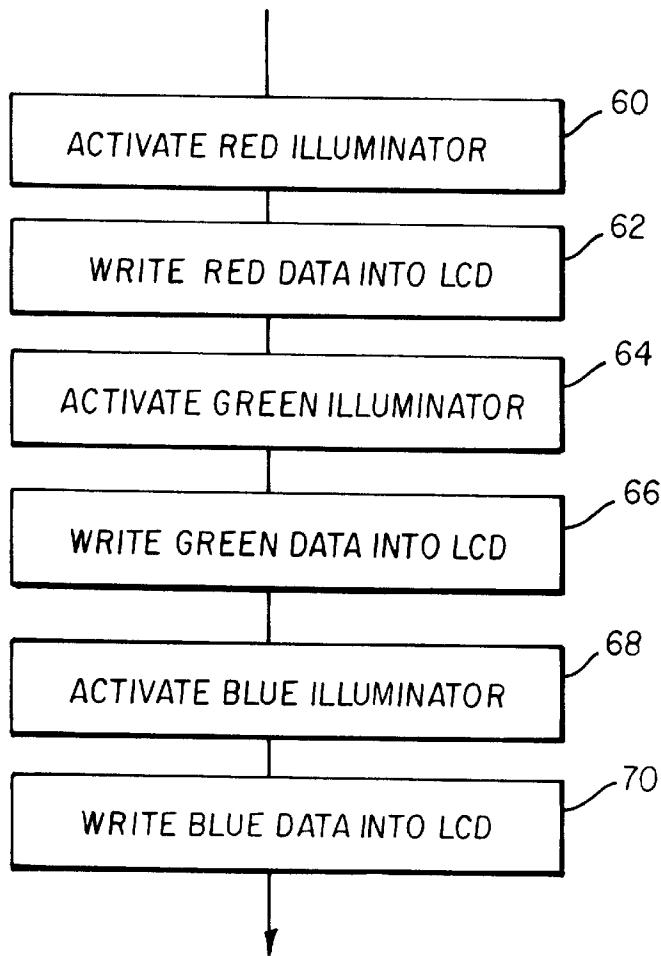 60
ACTIVATE RED ILLUMINATOR
62
WRITE RED DATA INTO LCD
64
ACTIVATE GREEN ILLUMINATOR
66
WRITE GREEN DATA INTO LCD
68
ACTIVATE BLUE ILLUMINATOR
70
WRITE BLUE DATA INTO LCD